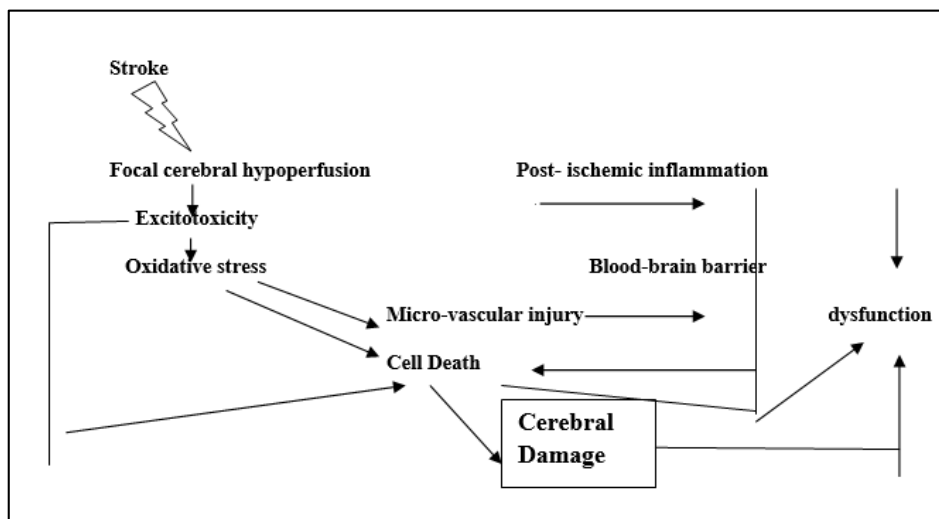 Stroke
Focal cerebral hypoperfusion
Post- ischemic inflammation
Excitotoxicity
Oxidative stress
Blood-brain barrier
Micro-vascular injury
dysfunction
Cell Death
Cerebral
Damage